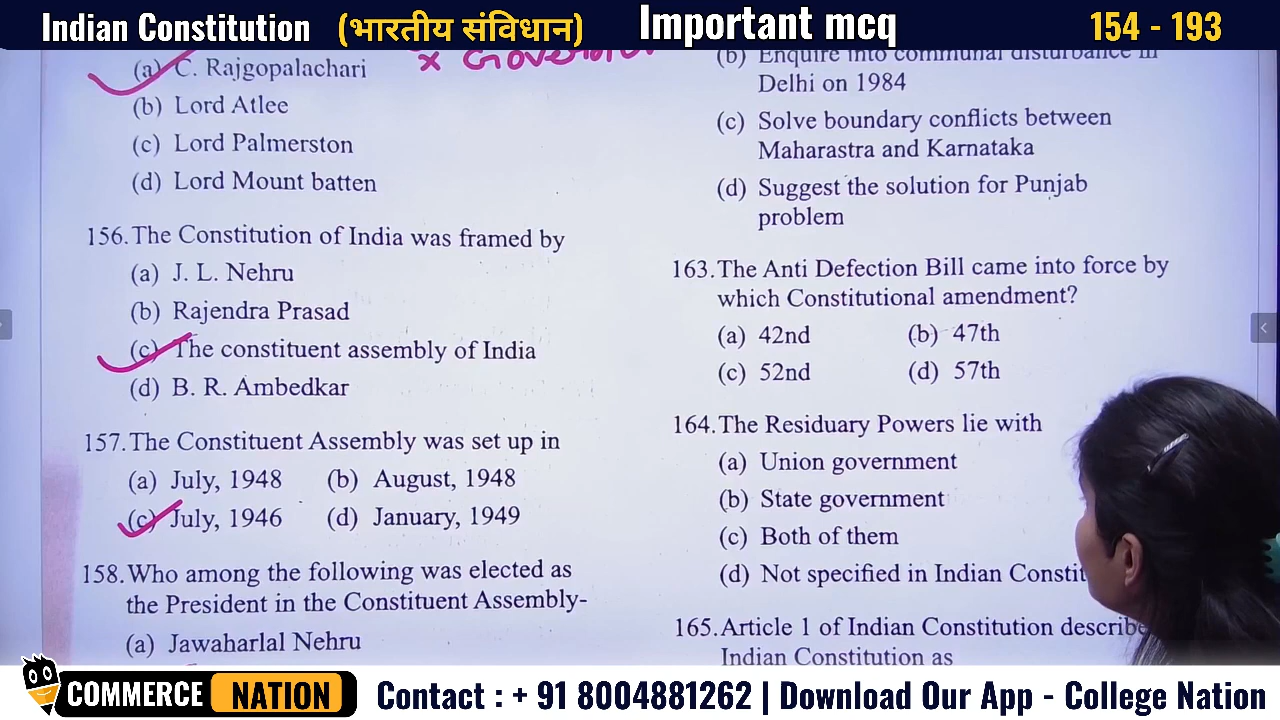 Indian Constitution (भारतीय संविधान) Important mcq 154 - 193
(a) C. Rajgopalachari
(b) Lord Atlee
(c) Lord Palmerston
(d) Lord Mount batten
156. The Constitution of India was framed by
(a) J. L. Nehru
(b) Rajendra Prasad
(c) The constituent assembly of India
(d) B. R. Ambedkar
157. The Constituent Assembly was set up in
(a) July, 1948 (b) August, 1948
(c) July, 1946 (d) January, 1949
158. Who among the following was elected as
the President in the Constituent Assembly-
(a) Jawaharlal Nehru
(b) Enquire into communal disturbance in
Delhi on 1984
(c) Solve boundary conflicts between
Maharastra and Karnataka
(d) Suggest the solution for Punjab
problem
163. The Anti Defection Bill came into force by
which Constitutional amendment?
(a) 42nd (b) 47th
(c) 52nd (d) 57th
164. The Residuary Powers lie with
(a) Union government
(b) State government
(c) Both of them
(d) Not specified in Indian
165. Article 1 of Indian Constitution
Indian Constitution as
COMMERCE NATION Contact : + 91 8004881262 | Download Our App - College Nation